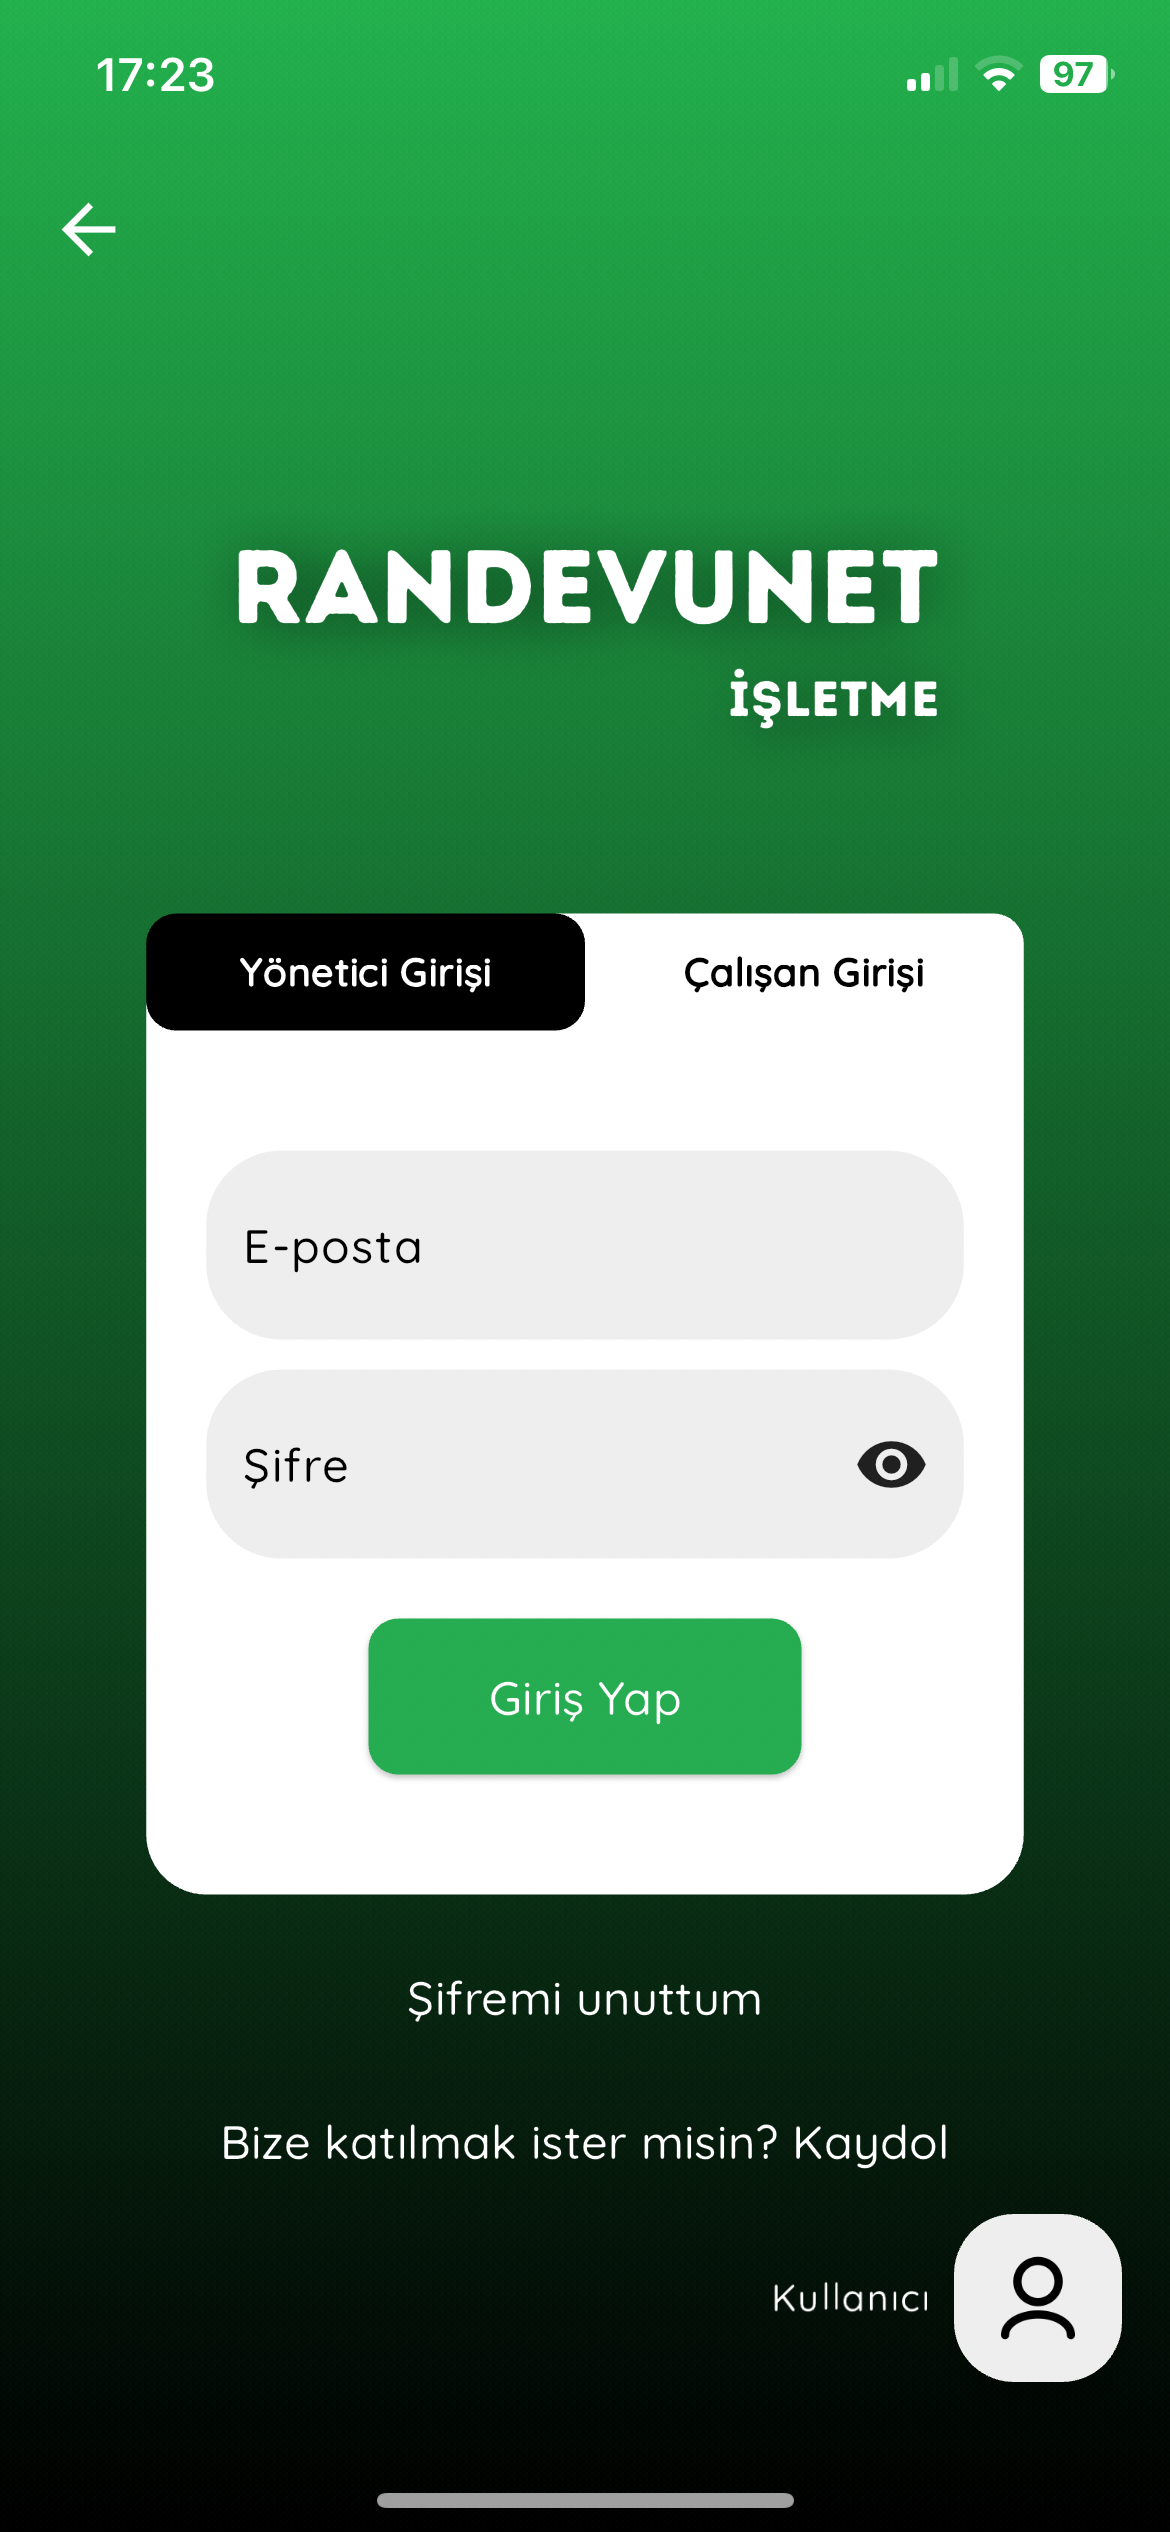 17:23
97
RANDEVUNET
İŞLETME
Yönetici Girişi
Çalışan Girişi
E-posta
Şifre
Giriş Yap
Şifremi unuttum
Bize katılmak ister misin? Kaydol
Kullanıcı